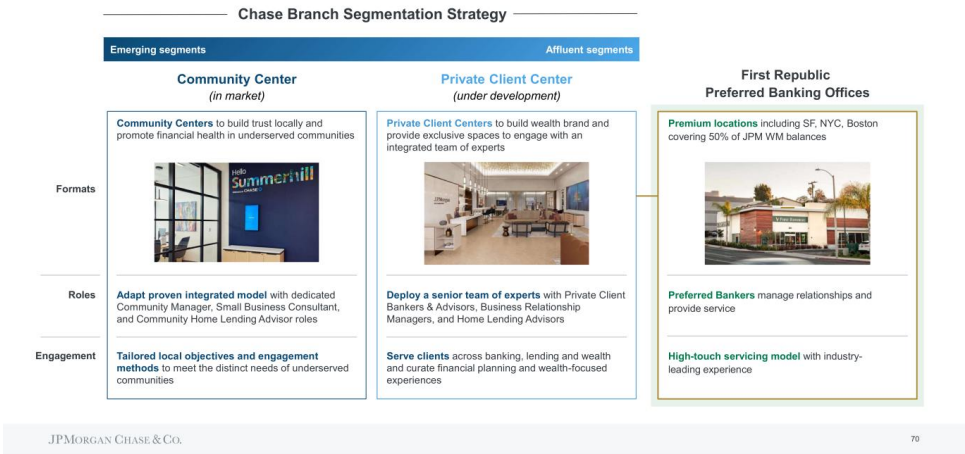 Chase Branch Segmentation Strategy
Emerging segments
Affluent segments
Community Center
(in market)
Private Client Center
(under development)
First Republic
Preferred Banking Offices
Formats
Community Centers to build trust locally and
promote financial health in underserved communities
Hello
Summerhill
Private Client Centers to build wealth brand and
provide exclusive spaces to engage with an
integrated team of experts
J.P.Morgan
Premium locations including SF, NYC, Boston
covering 50% of JPM WM balances
Roles
Adapt proven integrated model with dedicated
Community Manager, Small Business Consultant,
and Community Home Lending Advisor roles
Deploy a senior team of experts with Private Client
Bankers & Advisors, Business Relationship
Managers, and Home Lending Advisors
Preferred Bankers manage relationships and
provide service
Engagement
Tailored local objectives and engagement
methods to meet the distinct needs of underserved
communities
Serve clients across banking, lending and wealth
and curate financial planning and wealth-focused
experiences
High-touch servicing model with industry-
leading experience
JPMORGAN CHASE & CO.
70